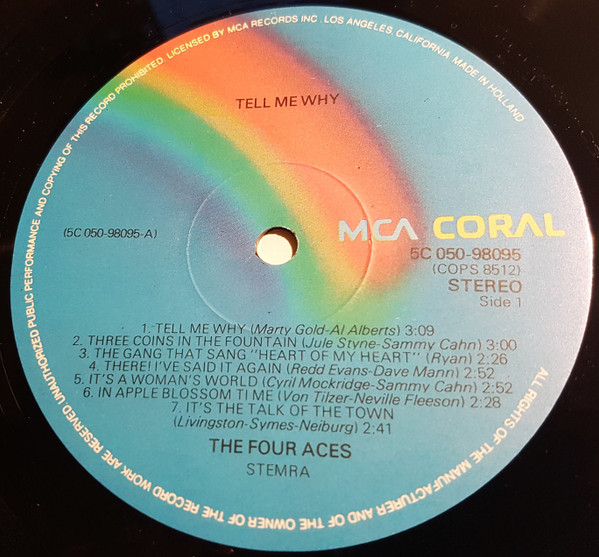 ALL RIGHTS OF THE MANUFACTURER AND OF THE OWNER OF THE RECORD WORK ARE RESERVED UNAUTHORIZED PUBLIC PERFORMANCE AND COPYING OF THIS RECORD PROHIBITED. LICENSED BY MCA RECORDS INC. LOS ANGELES, CALIFORNIA MADE IN HOLLAND
TELL ME WHY
(5C 050-98095-A)
MCA CORAL
5C 050-98095
(COPS 8512)
STEREO
Side 1
1. TELL ME WHY (Marty Gold-Al Alberts) 3:09
2. THREE COINS IN THE FOUNTAIN (Jule Styne-Sammy Cahn) 3:00
3. THE GANG THAT SANG "HEART OF MY HEART" (Ryan) 2:26
4. THERE! I'VE SAID IT AGAIN (Redd Evans-Dave Mann) 2:52
5. IT'S A WOMAN'S WORLD (Cyril Mockridge-Sammy Cahn) 2:52
6. IN APPLE BLOSSOM TIME (Von Tilzer-Neville Fleeson) 2:28
7. IT'S THE TALK OF THE TOWN
(Livingston-Symes-Neiburg) 2:41
THE FOUR ACES
STEMRA